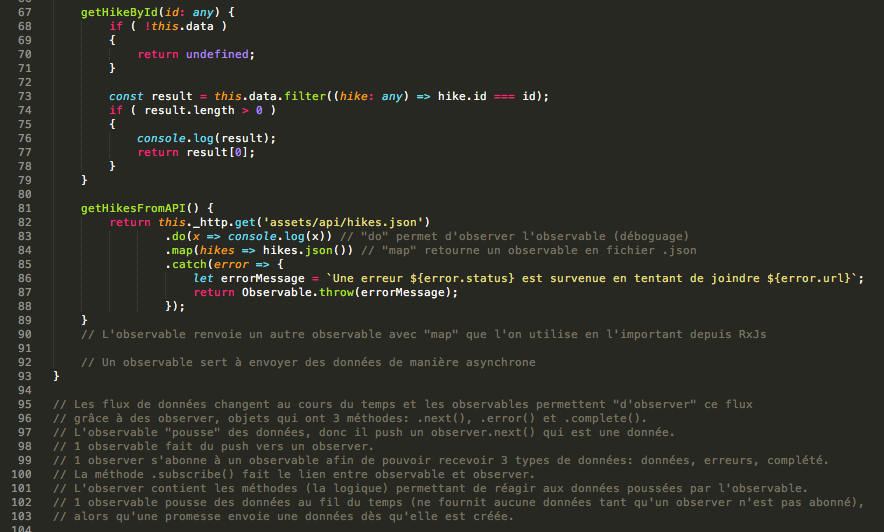 67 getHikeById(id: any) {
68 if ( !this.data )
69 {
70 return undefined;
71 }
72
73 const result = this.data.filter((hike: any) => hike.id === id);
74 if ( result.length > 0 )
75 {
76 console.log(result);
77 return result[0];
78 }
79 }
80
81 getHikesFromAPI() {
82 return this._http.get('assets/api/hikes.json')
83 .do(x => console.log(x)) // "do" permet d'observer l'observable (déboguage)
84 .map(hikes => hikes.json()) // "map" retourne un observable en fichier .json
85 .catch(error => {
86 let errorMessage = `Une erreur ${error.status} est survenue en tentant de joindre ${error.url}`;
87 return Observable.throw(errorMessage);
88 });
89 }
90 // L'observable renvoie un autre observable avec "map" que l'on utilise en l'important depuis RxJs
91
92 // Un observable sert à envoyer des données de manière asynchrone
93 }
94
95 // Les flux de données changent au cours du temps et les observables permettent "d'observer" ce flux
96 // grâce à des observer, objets qui ont 3 méthodes: .next(), .error() et .complete().
97 // L'observable "pousse" des données, donc il push un observer.next() qui est une donnée.
98 // 1 observable fait du push vers un observer.
99 // 1 observer s'abonne à un observable afin de pouvoir recevoir 3 types de données: données, erreurs, complété.
100 // La méthode .subscribe() fait le lien entre observable et observer.
101 // L'observer contient les méthodes (la logique) permettant de réagir aux données poussées par l'observable.
102 // 1 observable pousse des données au fil du temps (ne fournit aucune données tant qu'un observer n'est pas abonné),
103 // alors qu'une promesse envoie une données dès qu'elle est créée.
104